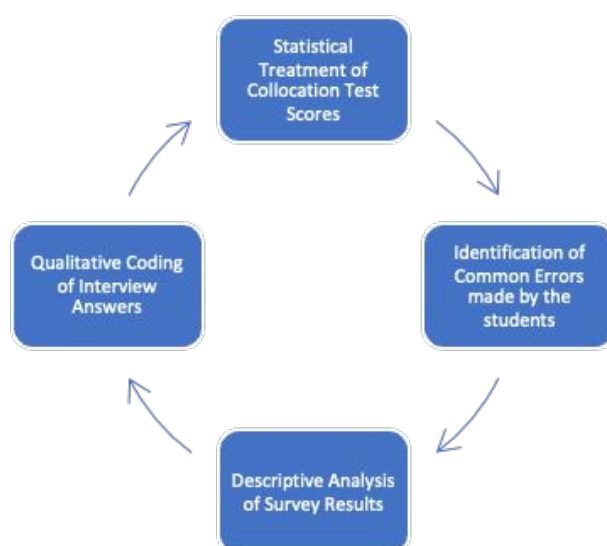 Statistical
Treatment of
Collocation Test
Scores
Identification of
Common Errors
made by the
students
Descriptive Analysis
of Survey Results
Qualitative Coding
of Interview
Answers